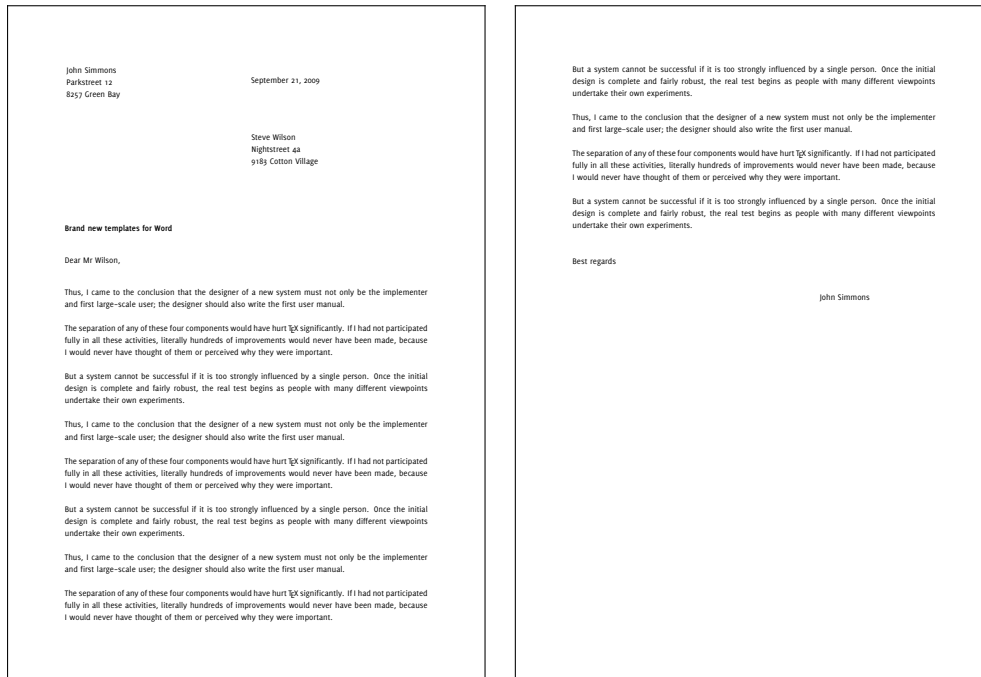 John Simmons
Parkstreet 12
8257 Green Bay
September 21, 2009
Steve Wilson
Nightstreet 4a
9183 Cotton Village
Brand new templates for Word
Dear Mr Wilson,
Thus, I came to the conclusion that the designer of a new system must not only be the implementer
and first large-scale user; the designer should also write the first user manual.
The separation of any of these four components would have hurt TEX significantly. If I had not participated
fully in all these activities, literally hundreds of improvements would never have been made, because
I would never have thought of them or perceived why they were important.
But a system cannot be successful if it is too strongly influenced by a single person. Once the initial
design is complete and fairly robust, the real test begins as people with many different viewpoints
undertake their own experiments.
Thus, I came to the conclusion that the designer of a new system must not only be the implementer
and first large-scale user; the designer should also write the first user manual.
The separation of any of these four components would have hurt TEX significantly. If I had not participated
fully in all these activities, literally hundreds of improvements would never have been made, because
I would never have thought of them or perceived why they were important.
But a system cannot be successful if it is too strongly influenced by a single person. Once the initial
design is complete and fairly robust, the real test begins as people with many different viewpoints
undertake their own experiments.
Thus, I came to the conclusion that the designer of a new system must not only be the implementer
and first large-scale user; the designer should also write the first user manual.
The separation of any of these four components would have hurt TEX significantly. If I had not participated
fully in all these activities, literally hundreds of improvements would never have been made, because
I would never have thought of them or perceived why they were important.
But a system cannot be successful if it is too strongly influenced by a single person. Once the initial
design is complete and fairly robust, the real test begins as people with many different viewpoints
undertake their own experiments.
Thus, I came to the conclusion that the designer of a new system must not only be the implementer
and first large-scale user; the designer should also write the first user manual.
The separation of any of these four components would have hurt TEX significantly. If I had not participated
fully in all these activities, literally hundreds of improvements would never have been made, because
I would never have thought of them or perceived why they were important.
But a system cannot be successful if it is too strongly influenced by a single person. Once the initial
design is complete and fairly robust, the real test begins as people with many different viewpoints
undertake their own experiments.
Best regards
John Simmons